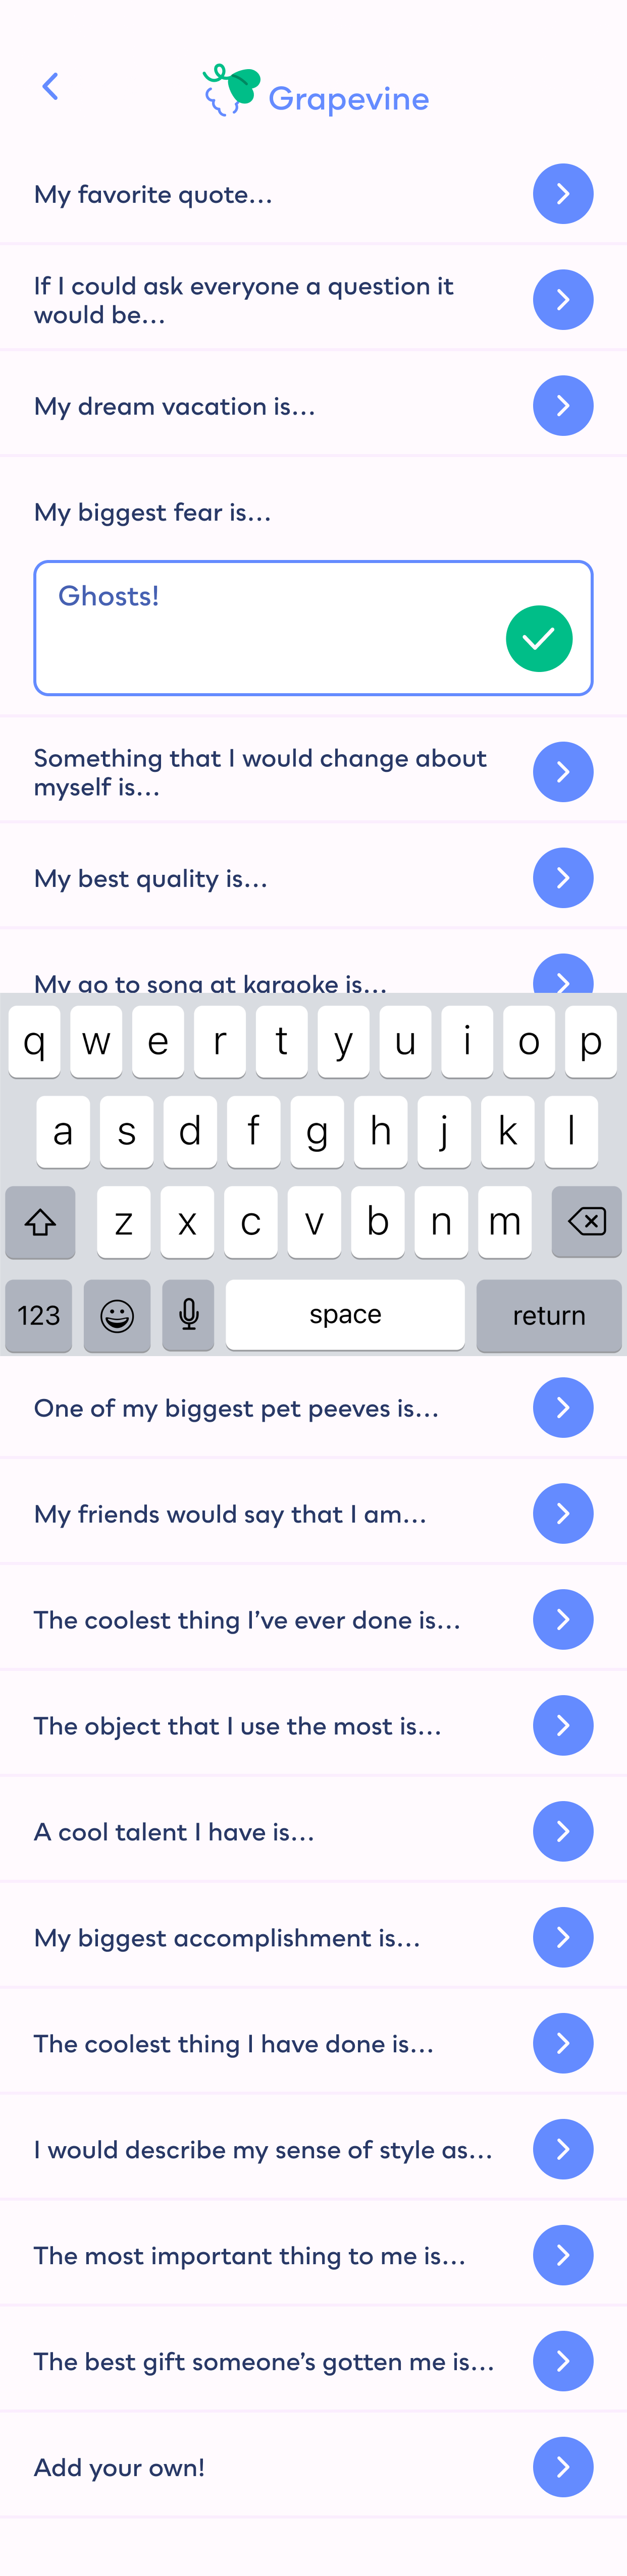 Grapevine
My favorite quote...
If I could ask everyone a question it
would be...
My dream vacation is...
My biggest fear is...
Ghosts!
Something that I would change about
myself is...
My best quality is...
My go to song at karaoke is...
q w e r t y u i o p
a s d f g h j k l
z x c v b n m
123 space return
One of my biggest pet peeves is...
My friends would say that I am...
The coolest thing I’ve ever done is...
The object that I use the most is...
A cool talent I have is...
My biggest accomplishment is...
The coolest thing I have done is...
I would describe my sense of style as...
The most important thing to me is...
The best gift someone’s gotten me is...
Add your own!